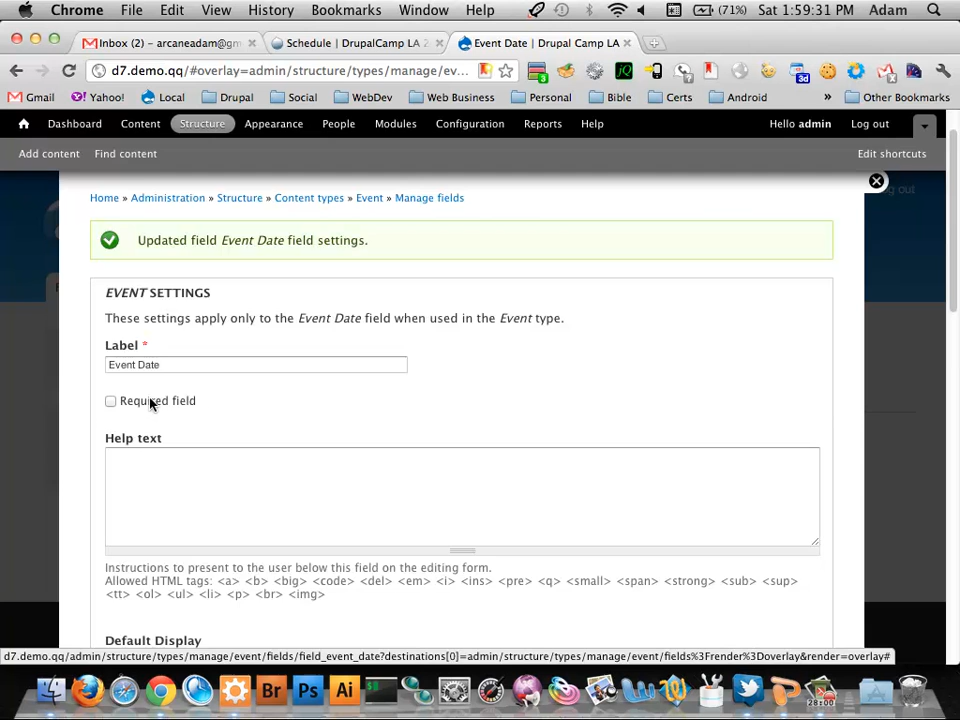 Chrome File Edit View History Bookmarks Window Help (71%) Sat 1:59:31 PM Adam
Inbox (2) - arcaneadam@gm Schedule | DrupalCamp LA 2 Event Date | Drupal Camp LA
d7.demo.qq/#overlay=admin/structure/types/manage/ev...
Gmail Yahoo! Local Drupal Social WebDev Web Business Personal Bible Certs Android » Other Bookmarks
Dashboard Content Structure Appearance People Modules Configuration Reports Help Hello admin Log out
Add content Find content Edit shortcuts
Home » Administration » Structure » Content types » Event » Manage fields
Updated field Event Date field settings.
EVENT SETTINGS
These settings apply only to the Event Date field when used in the Event type.
Label *
Event Date
Required field
Help text
Instructions to present to the user below this field on the editing form.
Allowed HTML tags: <a> <b> <big> <code> <del> <em> <i> <ins> <pre> <q> <small> <span> <strong> <sub> <sup>
<tt> <ol> <ul> <li> <p> <br> <img>
Default Display
d7.demo.qq/admin/structure/types/manage/event/fields/field_event_date?destinations[0]=admin/structure/types/manage/event/fields%3Frender%3Doverlay&render=overlay#
Br Ps Ai 28:00